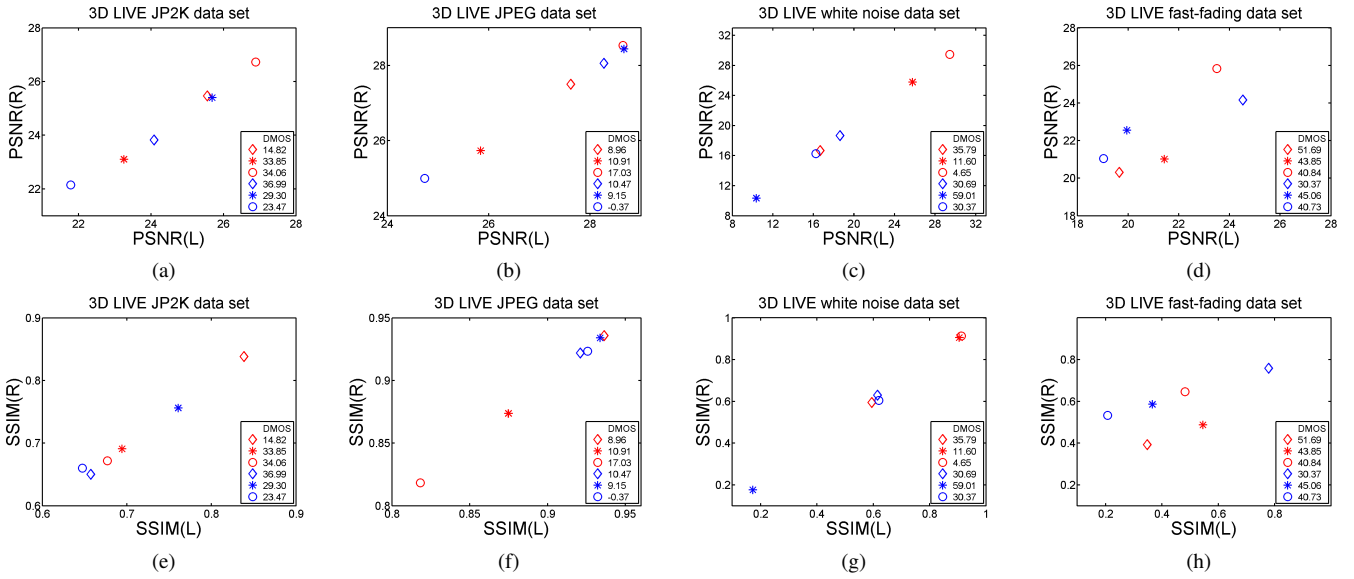 3D LIVE JP2K data set
28
26
24
22
22 24 26 28
PSNR(R)
PSNR(L)
DMOS
14.82
33.85
34.06
36.99
29.30
23.47
(a)
3D LIVE JPEG data set
28
26
24
24 26 28
PSNR(R)
PSNR(L)
DMOS
8.96
10.91
17.03
10.47
9.15
-0.37
(b)
3D LIVE white noise data set
33
28
23
18
13
8
8 12 16 20 24 28 32
PSNR(R)
PSNR(L)
DMOS
35.79
11.60
4.65
30.69
59.01
30.37
(c)
3D LIVE fast-fading data set
28
26
24
22
20
18
18 20 22 24 26 28
PSNR(R)
PSNR(L)
DMOS
51.69
43.85
40.84
30.37
45.06
40.73
(d)
3D LIVE JP2K data set
0.9
0.8
0.7
0.6
0.6 0.7 0.8 0.9
SSIM(R)
SSIM(L)
DMOS
14.82
33.85
34.06
36.99
29.30
23.47
(e)
3D LIVE JPEG data set
0.95
0.9
0.85
0.8
0.8 0.85 0.9 0.95
SSIM(R)
SSIM(L)
DMOS
8.96
10.91
17.03
10.47
9.15
-0.37
(f)
3D LIVE white noise data set
1
0.8
0.6
0.4
0.2
0.2 0.4 0.6 0.8 1
SSIM(R)
SSIM(L)
DMOS
35.79
11.60
4.65
30.69
59.01
30.37
(g)
3D LIVE fast-fading data set
0.8
0.6
0.4
0.2
0.2 0.4 0.6 0.8
SSIM(R)
SSIM(L)
DMOS
51.69
43.85
40.84
30.37
45.06
40.73
(h)